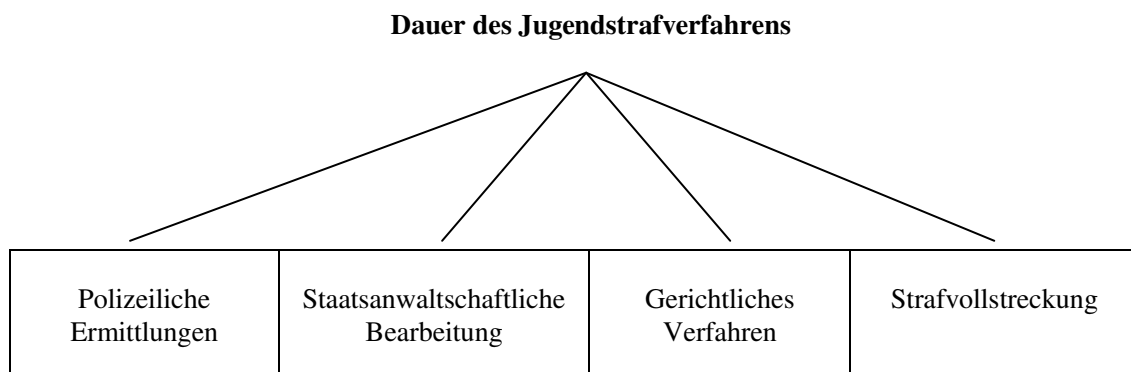 Dauer des Jugendstrafverfahrens
Polizeiliche
Ermittlungen
Staatsanwaltschaftliche
Bearbeitung
Gerichtliches
Verfahren
Strafvollstreckung